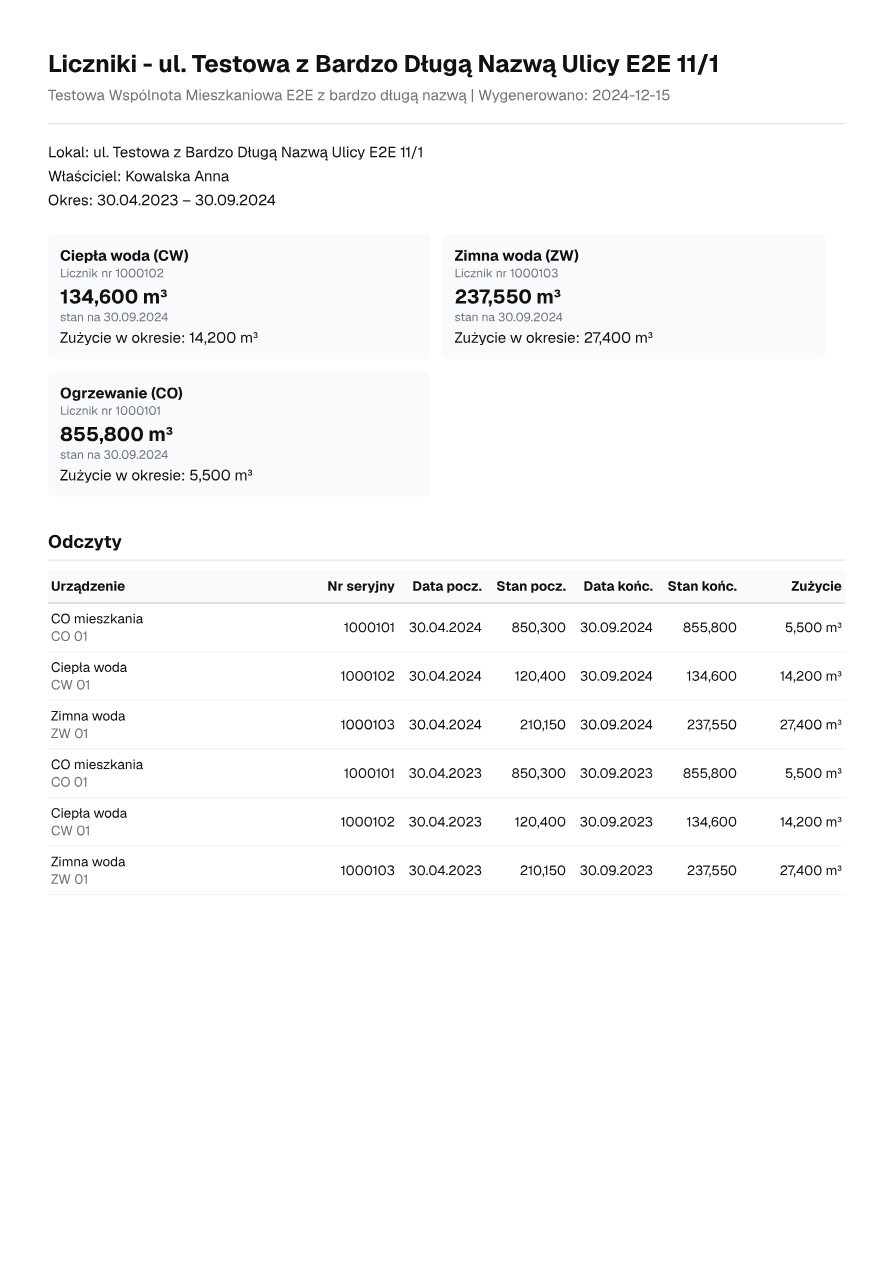 Liczniki - ul. Testowa z Bardzo Długą Nazwą Ulicy E2E 11/1
Testowa Wspólnota Mieszkaniowa E2E z bardzo długą nazwą | Wygenerowano: 2024-12-15
Lokal: ul. Testowa z Bardzo Długą Nazwą Ulicy E2E 11/1
Właściciel: Kowalska Anna
Okres: 30.04.2023 – 30.09.2024
Ciepła woda (CW)
Licznik nr 1000102
134,600 m³
stan na 30.09.2024
Zużycie w okresie: 14,200 m³
Zimna woda (ZW)
Licznik nr 1000103
237,550 m³
stan na 30.09.2024
Zużycie w okresie: 27,400 m³
Ogrzewanie (CO)
Licznik nr 1000101
855,800 m³
stan na 30.09.2024
Zużycie w okresie: 5,500 m³
Odczyty
Urządzenie Nr seryjny Data pocz. Stan pocz. Data końc. Stan końc. Zużycie
CO mieszkania
CO 01
1000101 30.04.2024 850,300 30.09.2024 855,800 5,500 m³
Ciepła woda
CW 01
1000102 30.04.2024 120,400 30.09.2024 134,600 14,200 m³
Zimna woda
ZW 01
1000103 30.04.2024 210,150 30.09.2024 237,550 27,400 m³
CO mieszkania
CO 01
1000101 30.04.2023 850,300 30.09.2023 855,800 5,500 m³
Ciepła woda
CW 01
1000102 30.04.2023 120,400 30.09.2023 134,600 14,200 m³
Zimna woda
ZW 01
1000103 30.04.2023 210,150 30.09.2023 237,550 27,400 m³